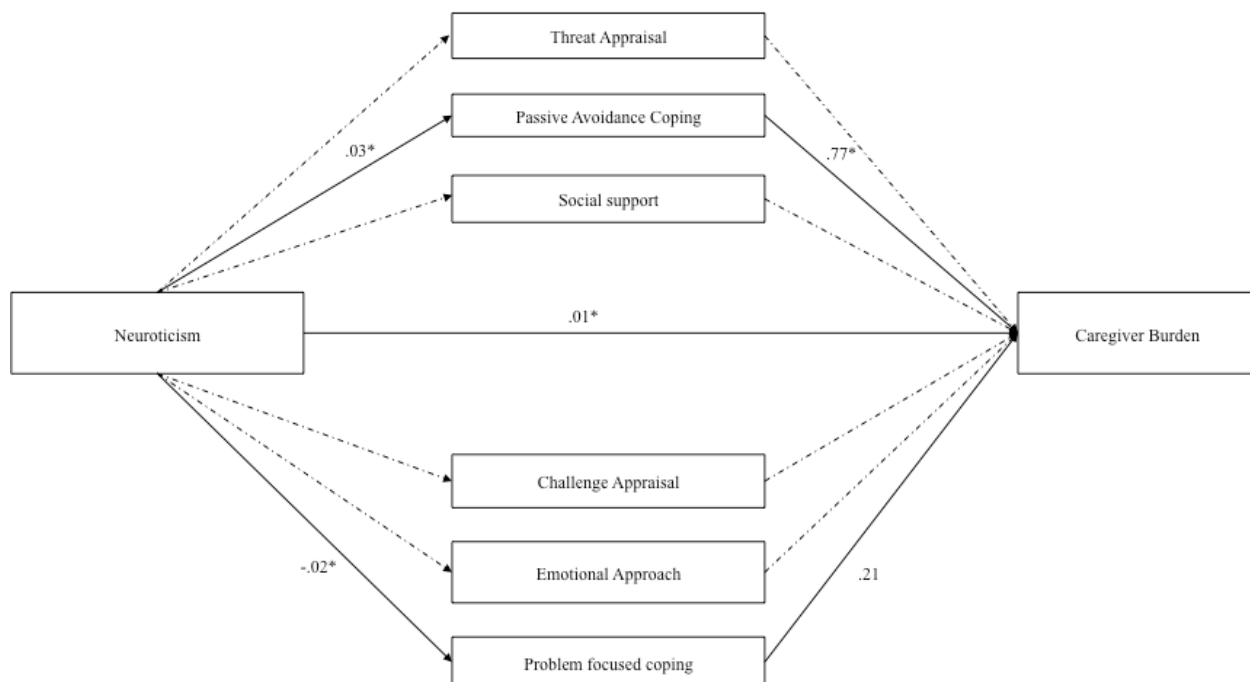 Threat Appraisal
Passive Avoidance Coping
.03*
.77*
Social support
.01*
Neuroticism
Caregiver Burden
Challenge Appraisal
-.02*
Emotional Approach
.21
Problem focused coping